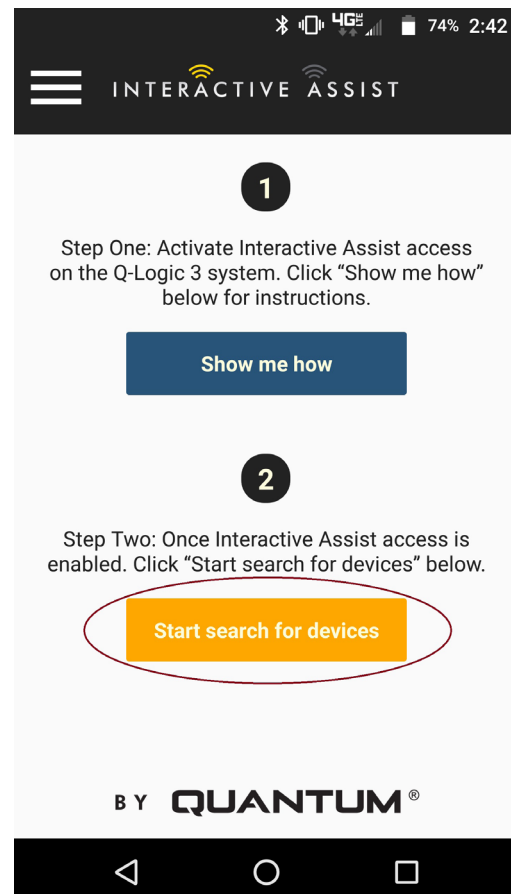 4G LTE 74% 2:42
INTERACTIVE ASSIST
1
Step One: Activate Interactive Assist access
on the Q-Logic 3 system. Click “Show me how”
below for instructions.
Show me how
2
Step Two: Once Interactive Assist access is
enabled. Click “Start search for devices” below.
Start search for devices
BY QUANTUM®